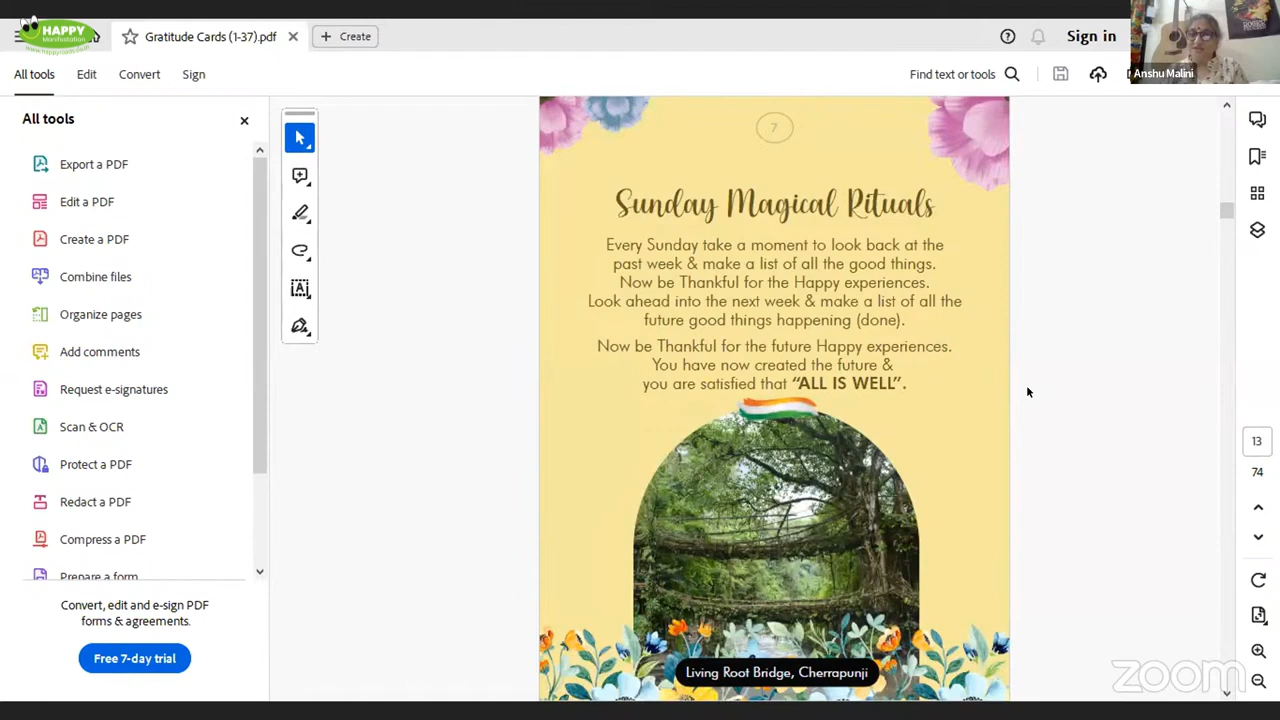 HAPPY
Manifestation
www.happyroads.co.in
Gratitude Cards (1-37).pdf
Create
Sign in
All tools
Edit
Convert
Sign
Find text or tools
Anshu Malini
All tools
Export a PDF
Edit a PDF
Create a PDF
Combine files
Organize pages
Add comments
Request e-signatures
Scan & OCR
Protect a PDF
Redact a PDF
Compress a PDF
Prepare a form
Convert, edit and e-sign PDF
forms & agreements.
Free 7-day trial
7
Sunday Magical Rituals
Every Sunday take a moment to look back at the
past week & make a list of all the good things.
Now be Thankful for the Happy experiences.
Look ahead into the next week & make a list of all the
future good things happening (done).
Now be Thankful for the future Happy experiences.
You have now created the future &
you are satisfied that “ALL IS WELL”.
Living Root Bridge, Cherrapunji
13
74
zoom